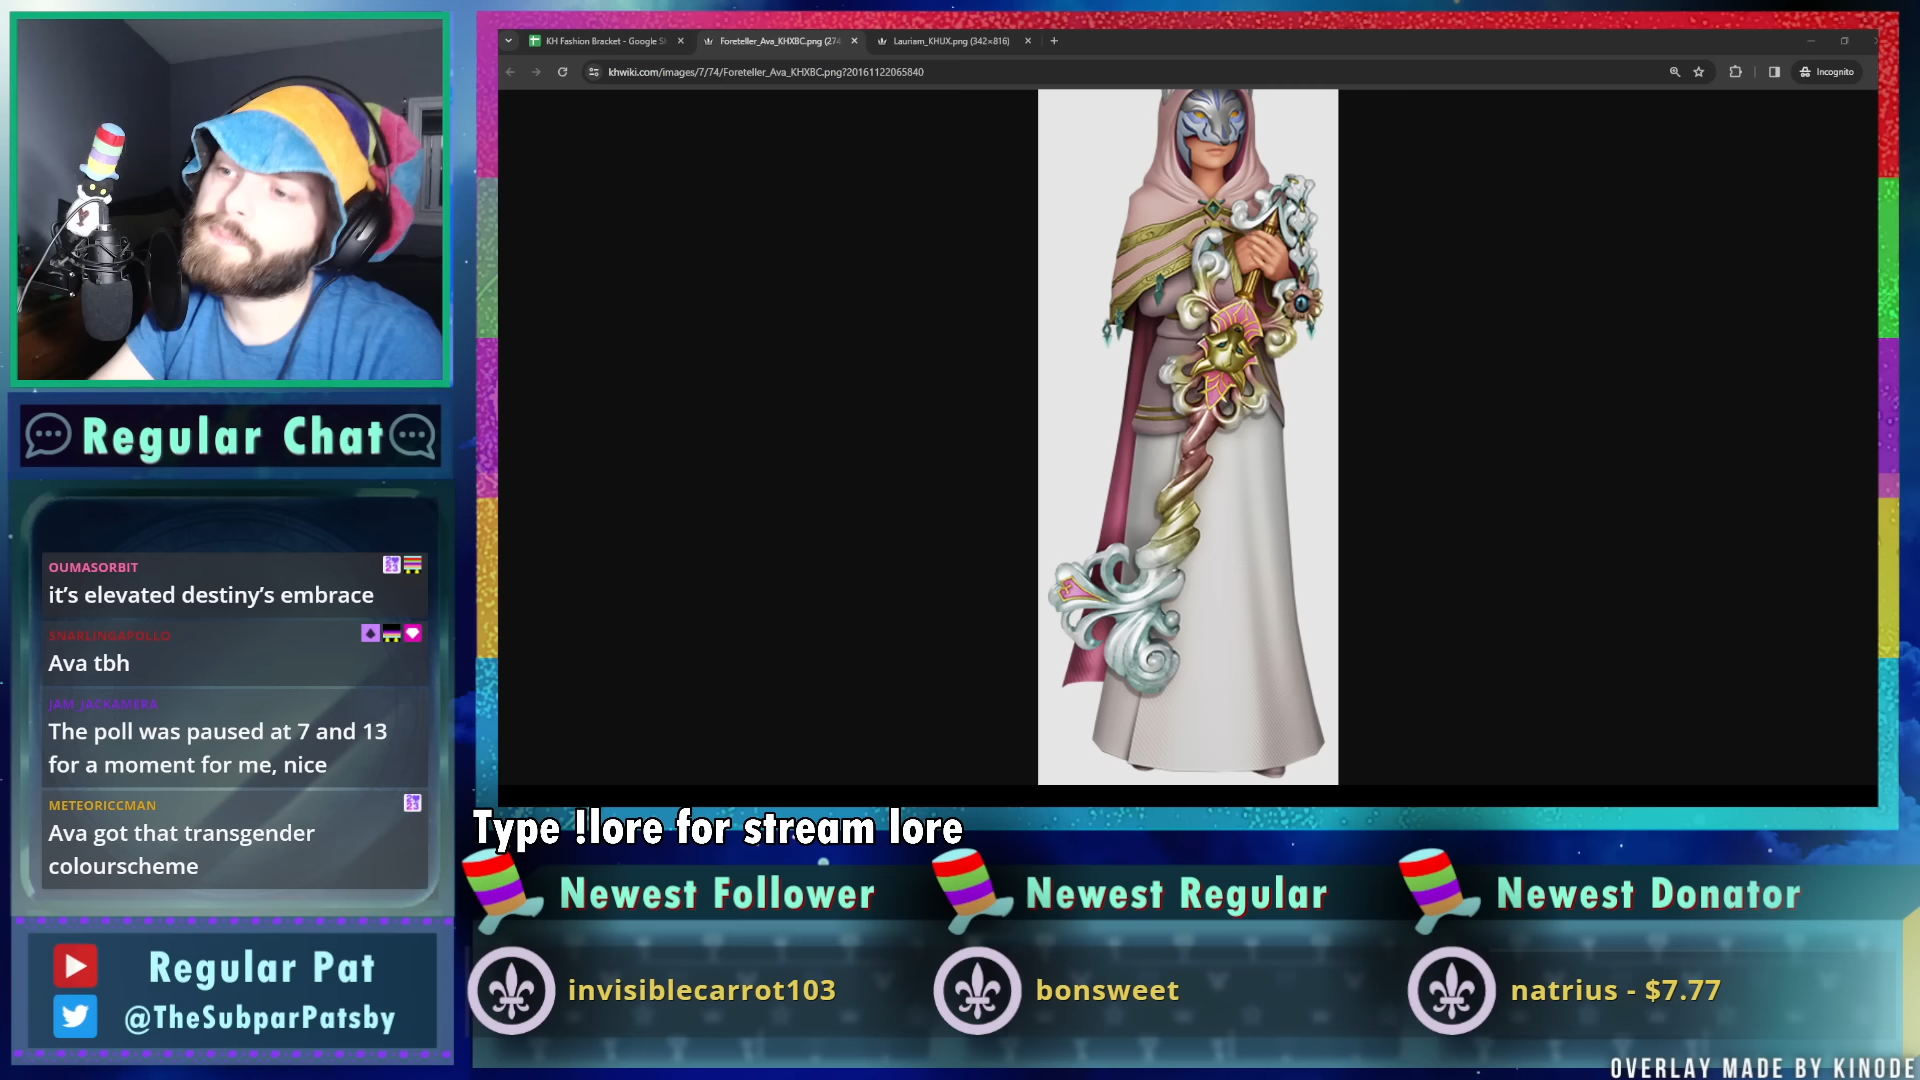 KH Fashion Bracket - Google S
Foreteller_Ava_KHXBC.png (274
Lauriam_KHUX.png (342×816)
khwiki.com/images/7/74/Foreteller_Ava_KHXBC.png?20161122065840
Incognito
Regular Chat
OUMASORBIT
it's elevated destiny's embrace
SNARLINGAPOLLO
Ava tbh
JAM_JACKAMERA
The poll was paused at 7 and 13
for a moment for me, nice
METEORICCMAN
Ava got that transgender
colourscheme
Regular Pat
@TheSubparPatsby
Type !lore for stream lore
Newest Follower
invisiblecarrot103
Newest Regular
bonsweet
Newest Donator
natrius - $7.77
OVERLAY MADE BY KINODE